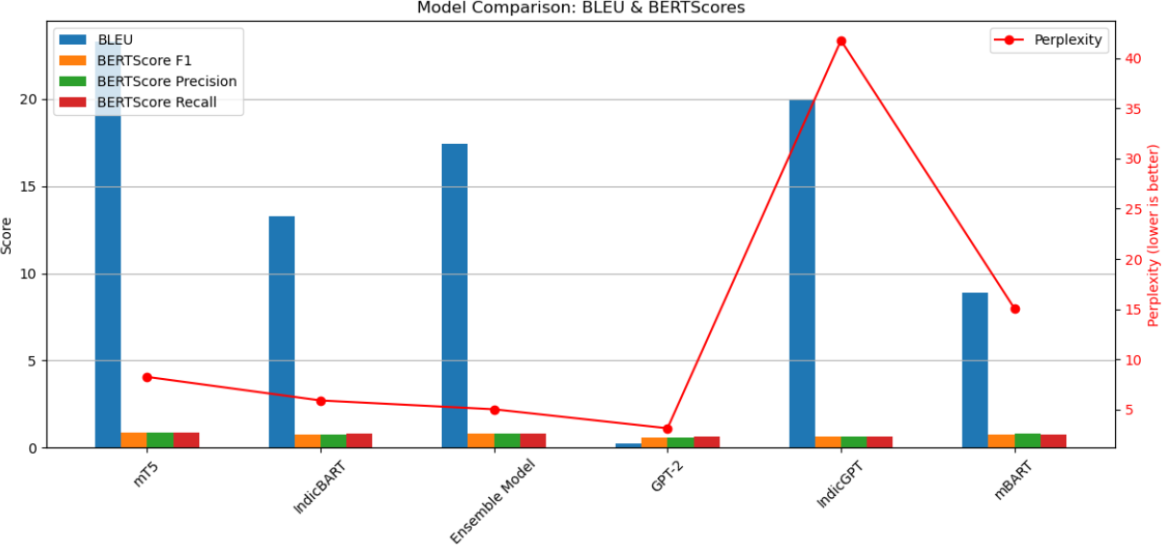 Model Comparison: BLEU & BERTScores
BLEU
BERTScore F1
BERTScore Precision
BERTScore Recall
Perplexity
Score
20
15
10
5
0
40
35
30
25
20
15
10
5
Perplexity (lower is better)
mT5
IndicBART
Ensemble Model
GPT-2
IndicGPT
mBART